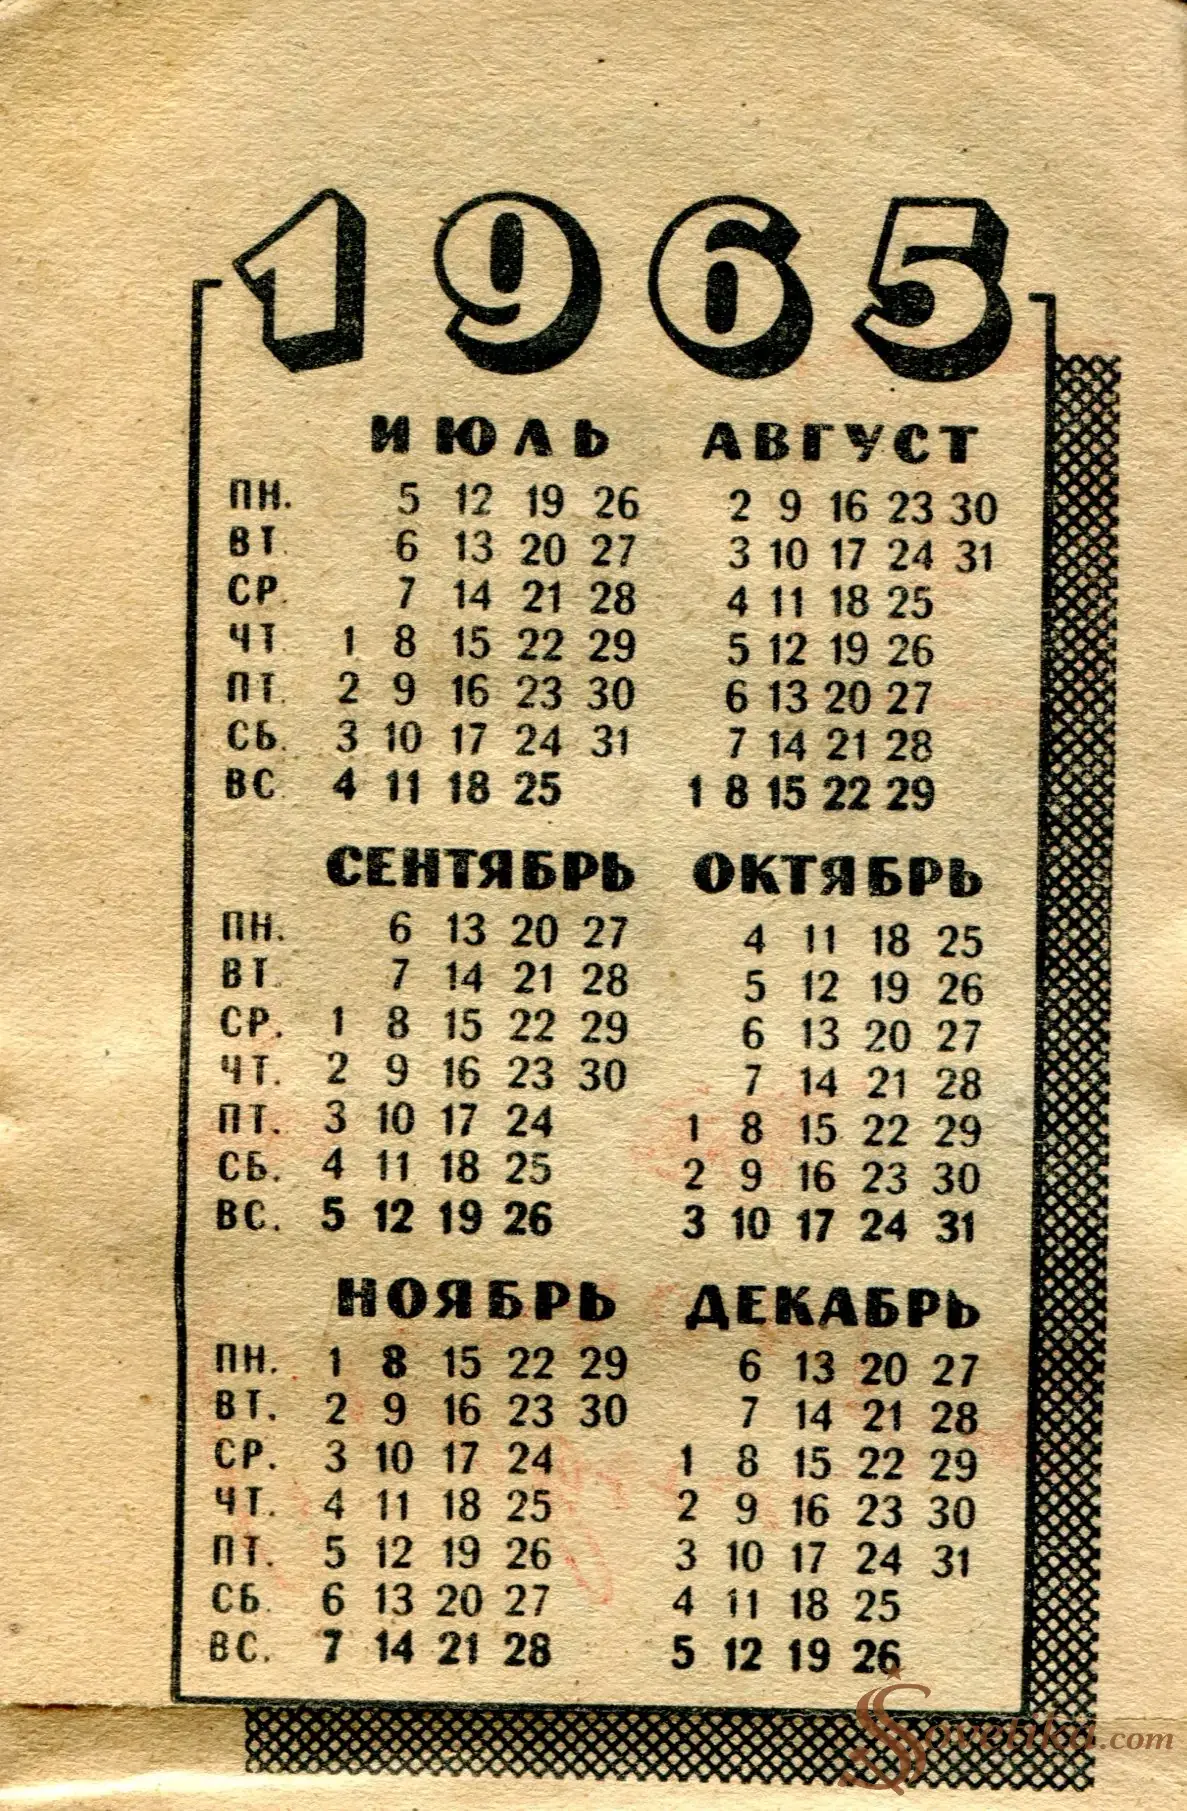 1965
ИЮЛЬ АВГУСТ
ПН. 5 12 19 26 2 9 16 23 30
ВТ. 6 13 20 27 3 10 17 24 31
СР. 7 14 21 28 4 11 18 25
ЧТ. 1 8 15 22 29 5 12 19 26
ПТ. 2 9 16 23 30 6 13 20 27
СБ. 3 10 17 24 31 7 14 21 28
ВС. 4 11 18 25 1 8 15 22 29
СЕНТЯБРЬ ОКТЯБРЬ
ПН. 6 13 20 27 4 11 18 25
ВТ. 7 14 21 28 5 12 19 26
СР. 1 8 15 22 29 6 13 20 27
ЧТ. 2 9 16 23 30 7 14 21 28
ПТ. 3 10 17 24 1 8 15 22 29
СБ. 4 11 18 25 2 9 16 23 30
ВС. 5 12 19 26 3 10 17 24 31
НОЯБРЬ ДЕКАБРЬ
ПН. 1 8 15 22 29 6 13 20 27
ВТ. 2 9 16 23 30 7 14 21 28
СР. 3 10 17 24 1 8 15 22 29
ЧТ. 4 11 18 25 2 9 16 23 30
ПТ. 5 12 19 26 3 10 17 24 31
СБ. 6 13 20 27 4 11 18 25
ВС. 7 14 21 28 5 12 19 26
Sovetika.com